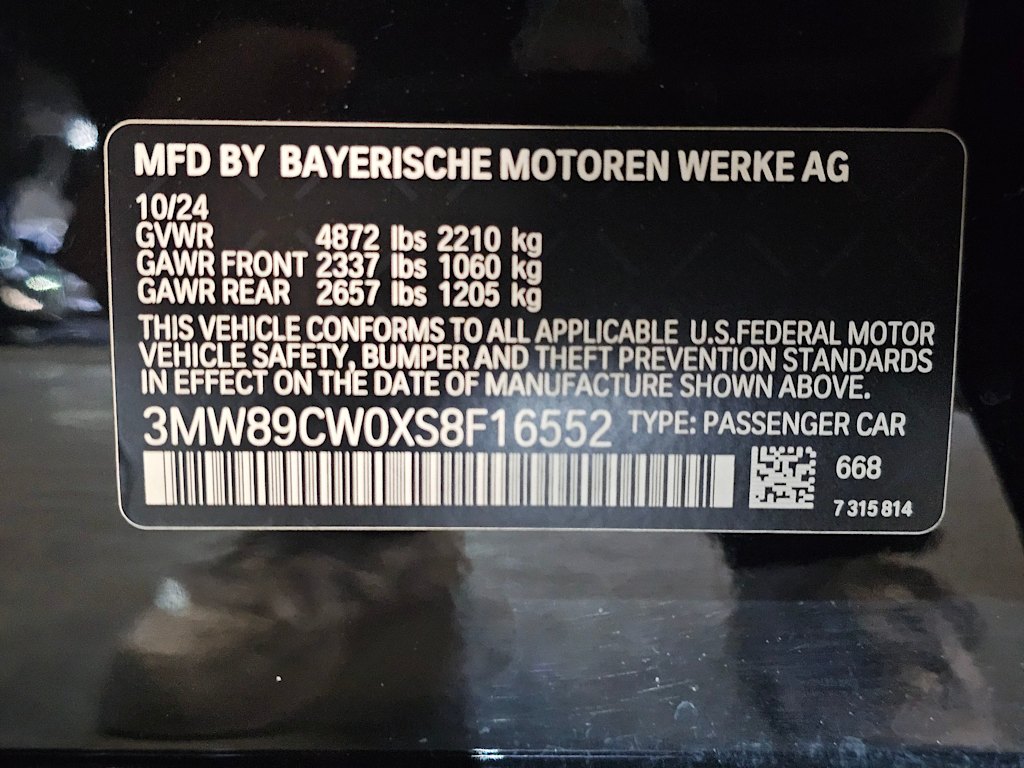 MFD BY BAYERISCHE MOTOREN WERKE AG
10/24
GVWR 4872 lbs 2210 kg
GAWR FRONT 2337 lbs 1060 kg
GAWR REAR 2657 lbs 1205 kg
THIS VEHICLE CONFORMS TO ALL APPLICABLE U.S.FEDERAL MOTOR
VEHICLE SAFETY, BUMPER AND THEFT PREVENTION STANDARDS
IN EFFECT ON THE DATE OF MANUFACTURE SHOWN ABOVE.
3MW89CW0XS8F16552 TYPE: PASSENGER CAR
668
7 315 814